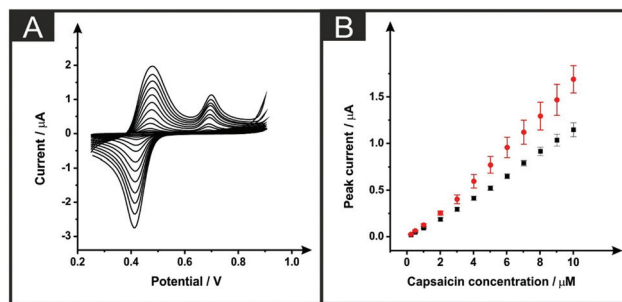 A
Current / μA
3
2
1
0
-1
-2
-3
0.2 0.4 0.6 0.8 1.0
Potential / V
B
Peak current / μA
1.5
1.0
0.5
0.0
0 2 4 6 8 10
Capsaicin concentration / μM